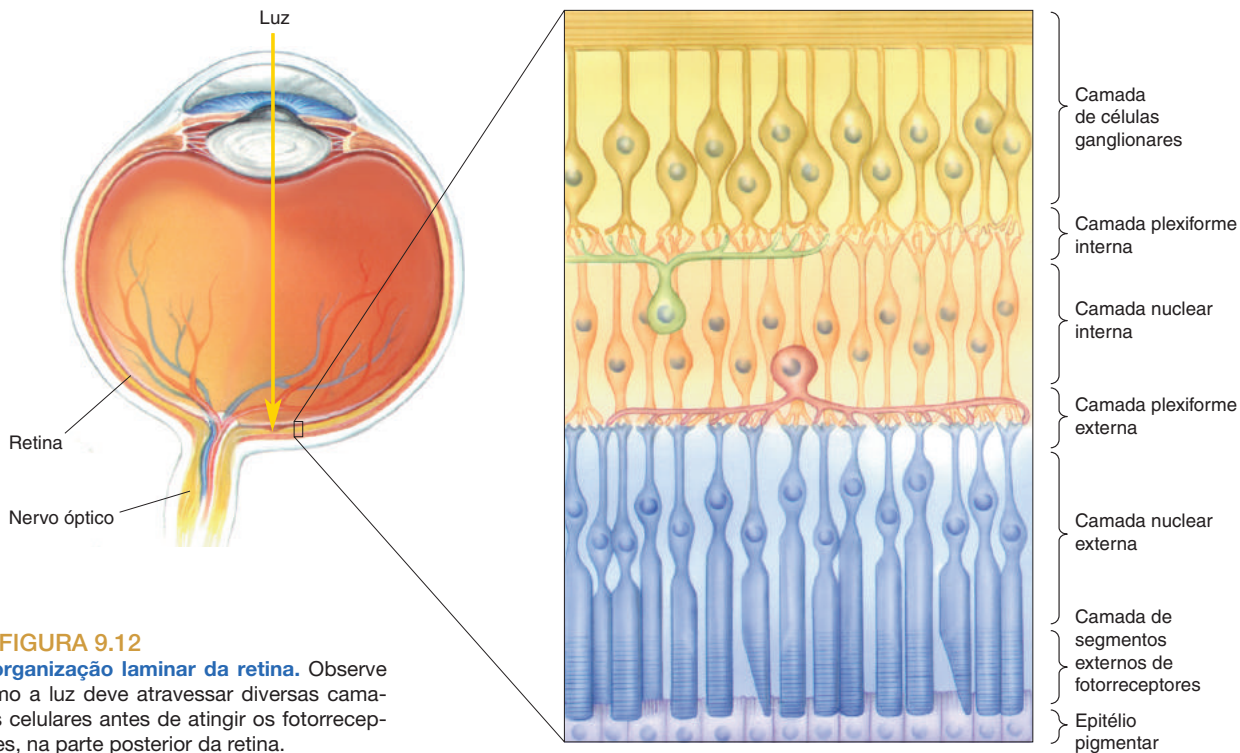 Luz
Retina
Nervo óptico
Camada
de células
ganglionares
Camada plexiforme
interna
Camada nuclear
interna
Camada plexiforme
externa
Camada nuclear
externa
Camada de
segmentos
externos de
fotorreceptores
Epitélio
pigmentar
FIGURA 9.12
organização laminar da retina. Observe
mo a luz deve atravessar diversas cama-
s celulares antes de atingir os fotorrecep-
es, na parte posterior da retina.